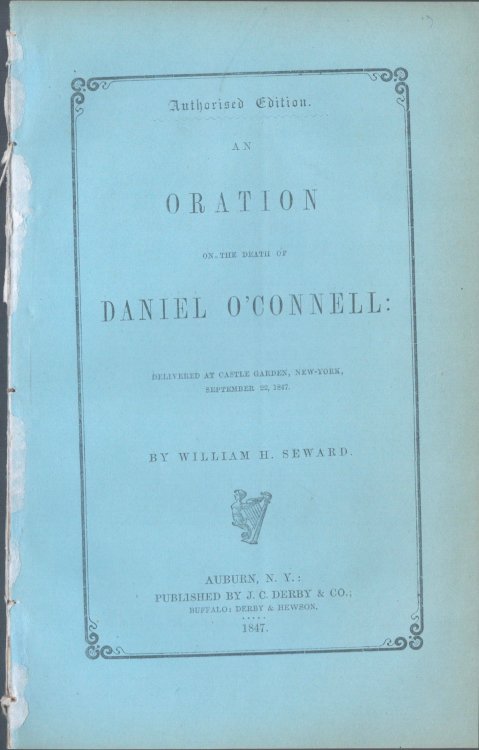 Authorised Edition.
AN
ORATION
ON THE DEATH OF
DANIEL O'CONNELL:
DELIVERED AT CASTLE GARDEN, NEW-YORK,
SEPTEMBER 22, 1847.
BY WILLIAM H. SEWARD.
AUBURN, N. Y.:
PUBLISHED BY J. C. DERBY & CO.;
BUFFALO: DERBY & HEWSON.
.....
1847.